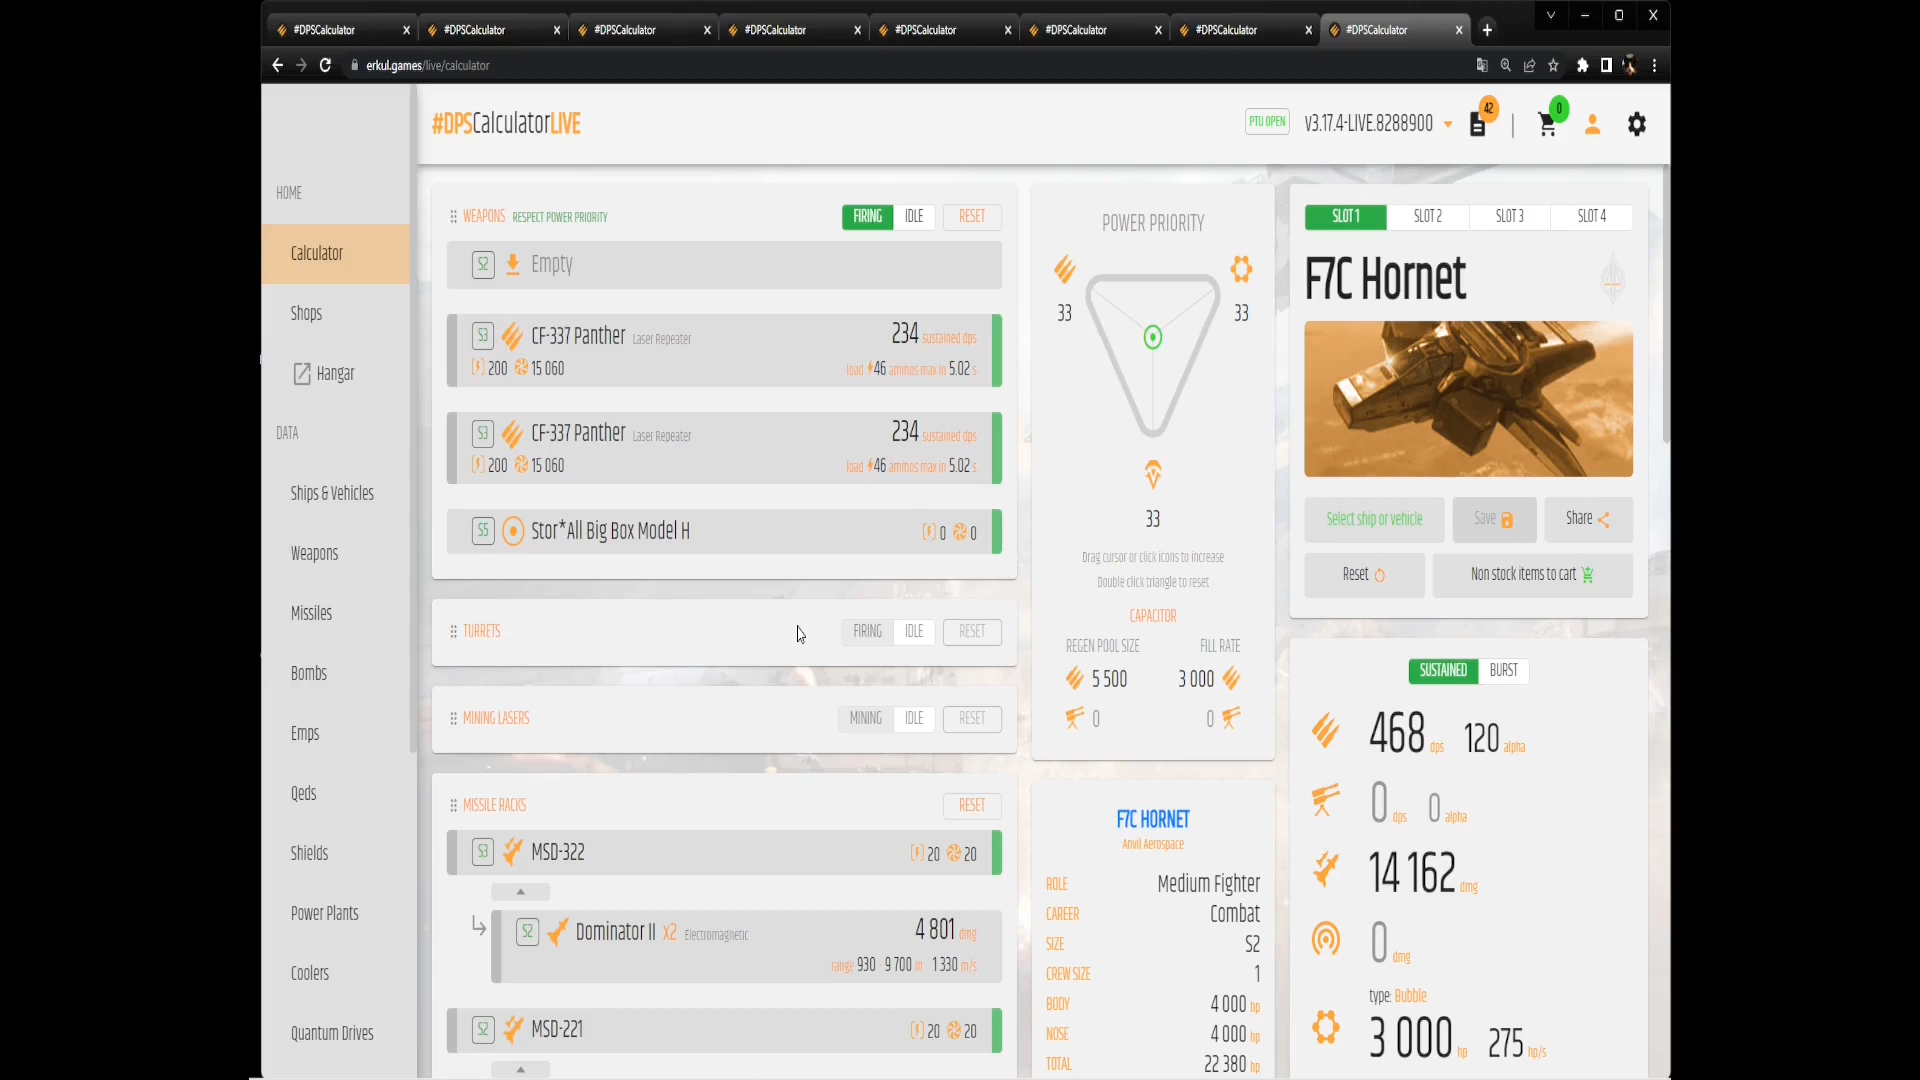 #DPSCalculator #DPSCalculator #DPSCalculator #DPSCalculator #DPSCalculator #DPSCalculator #DPSCalculator #DPSCalculator
erkul.games/live/calculator
#DPSCalculatorLIVE
PTU OPEN v3.17.4-LIVE.8288900 42 0
HOME
Calculator
Shops
Hangar
DATA
Ships & Vehicles
Weapons
Missiles
Bombs
Emps
Qeds
Shields
Power Plants
Coolers
Quantum Drives
WEAPONS RESPECT POWER PRIORITY FIRING IDLE RESET
S2 Empty
S3 CF-337 Panther Laser Repeater 234 sustained dps
200 15 060 load 46 ammos max in 5.02 s
S3 CF-337 Panther Laser Repeater 234 sustained dps
200 15 060 load 46 ammos max in 5.02 s
S5 Stor*All Big Box Model H 0 0
TURRETS FIRING IDLE RESET
MINING LASERS MINING IDLE RESET
MISSILE RACKS RESET
S3 MSD-322 20 20
S2 Dominator II x2 Electromagnetic 4 801 dmg
range 930 - 9 700 m 1 330 m/s
S2 MSD-221 20 20
POWER PRIORITY
33 33
33
Drag cursor or click icons to increase
Double click triangle to reset
CAPACITOR
REGEN POOL SIZE FILL RATE
5 500 3 000
0 0
F7C HORNET
Anvil Aerospace
ROLE Medium Fighter
CAREER Combat
SIZE S2
CREW SIZE 1
BODY 4 000 hp
NOSE 4 000 hp
TOTAL 22 380 hp
SLOT 1 SLOT 2 SLOT 3 SLOT 4
F7C Hornet
Select ship or vehicle Save Share
Reset Non stock items to cart
SUSTAINED BURST
468 dps 120 alpha
0 dps 0 alpha
14 162 dmg
0 dmg
type: Bubble
3 000 hp 275 hp/s